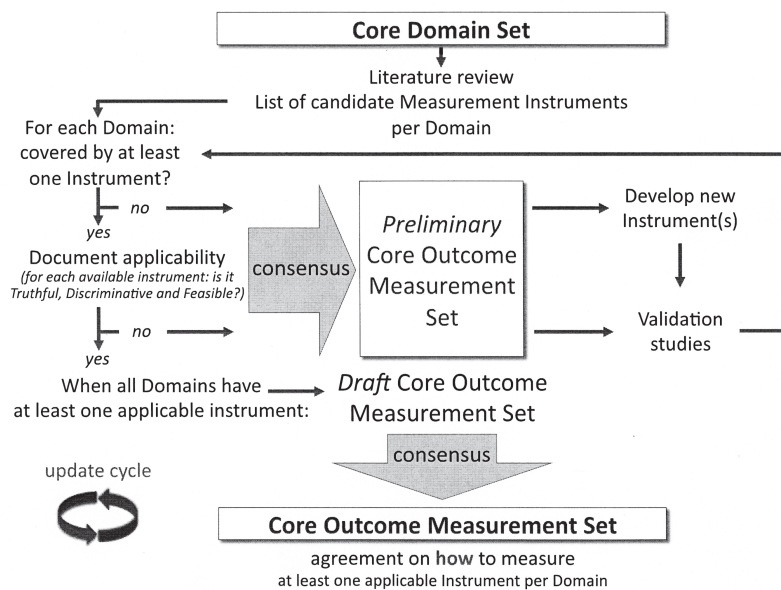 Core Domain Set
Literature review
List of candidate Measurement Instruments
per Domain
For each Domain:
covered by at least
one Instrument?
no
yes
Document applicability
(for each available instrument: is it
Truthful, Discriminative and Feasible?)
no
yes
When all Domains have
at least one applicable instrument:
consensus
Preliminary
Core Outcome
Measurement
Set
Develop new
Instrument(s)
Validation
studies
Draft Core Outcome
Measurement Set
consensus
update cycle
Core Outcome Measurement Set
agreement on how to measure
at least one applicable Instrument per Domain